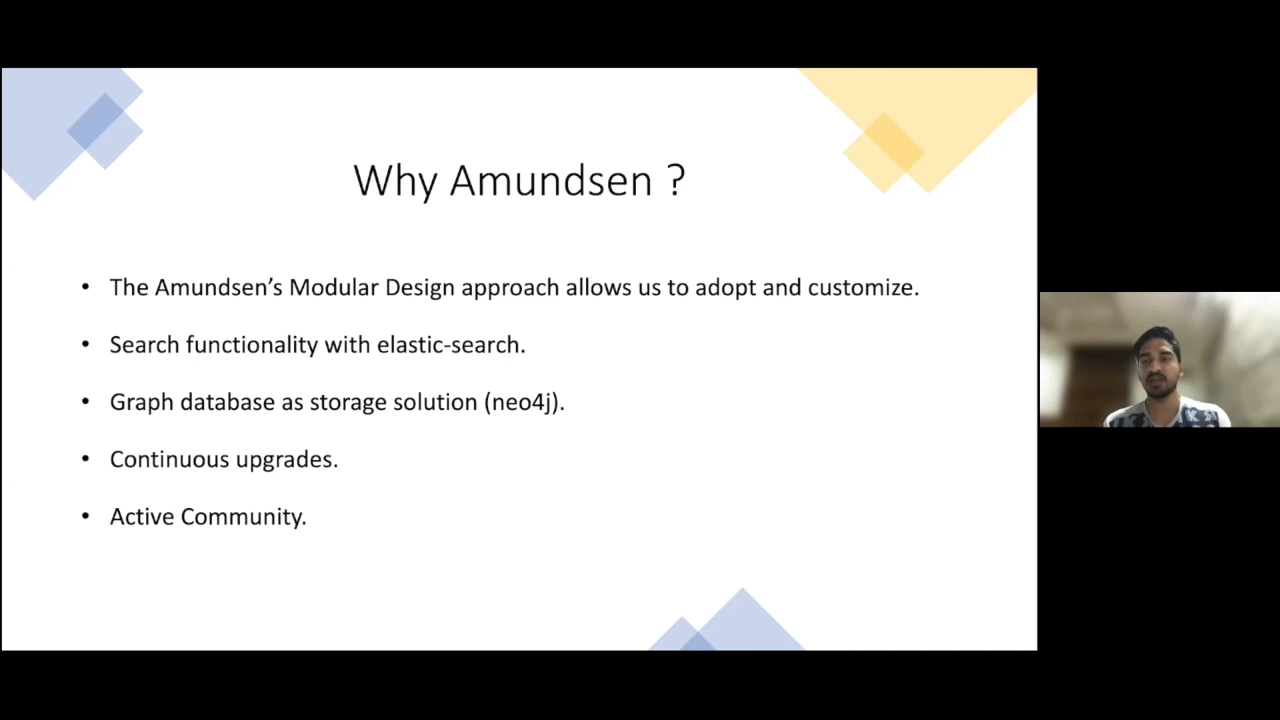 Why Amundsen ?
• The Amundsen’s Modular Design approach allows us to adopt and customize.
• Search functionality with elastic-search.
• Graph database as storage solution (neo4j).
• Continuous upgrades.
• Active Community.